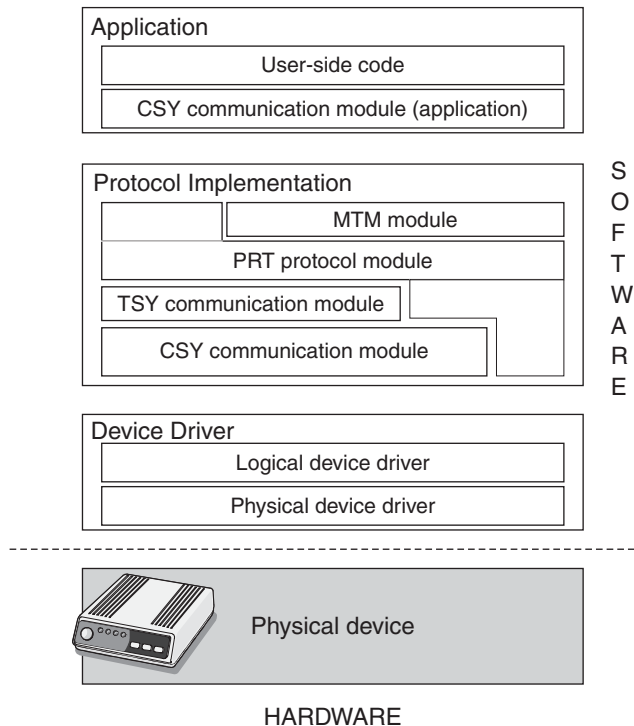 Application
User-side code
CSY communication module (application)
Protocol Implementation
MTM module
PRT protocol module
TSY communication module
CSY communication module
S
O
F
T
W
A
R
E
Device Driver
Logical device driver
Physical device driver
Physical device
HARDWARE